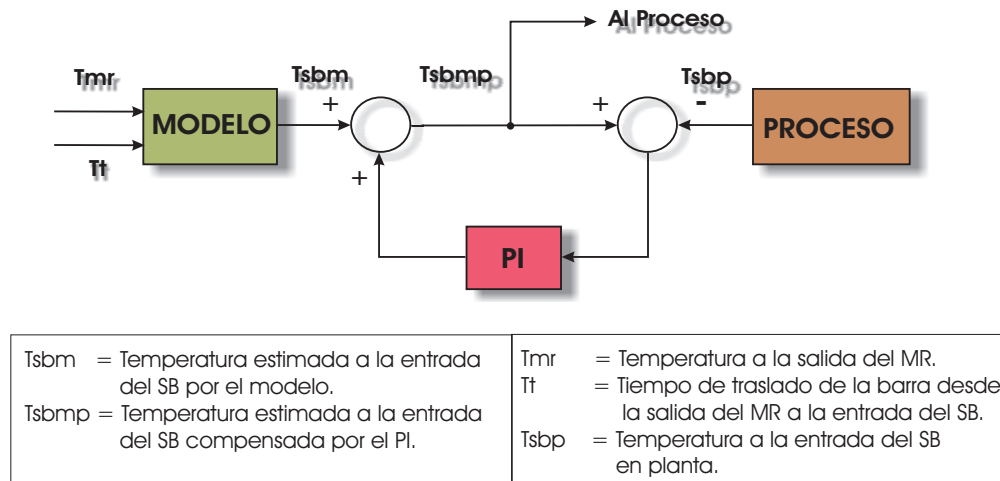 Al Proceso
Tmr
Tsbm
Tsbmp
Tsbp
+
+
-
MODELO
PROCESO
Tt
+
PI
Tsbm = Temperatura estimada a la entrada
del SB por el modelo.
Tsbmp = Temperatura estimada a la entrada
del SB compensada por el PI.
Tmr = Temperatura a la salida del MR.
Tt = Tiempo de traslado de la barra desde
la salida del MR a la entrada del SB.
Tsbp = Temperatura a la entrada del SB
en planta.